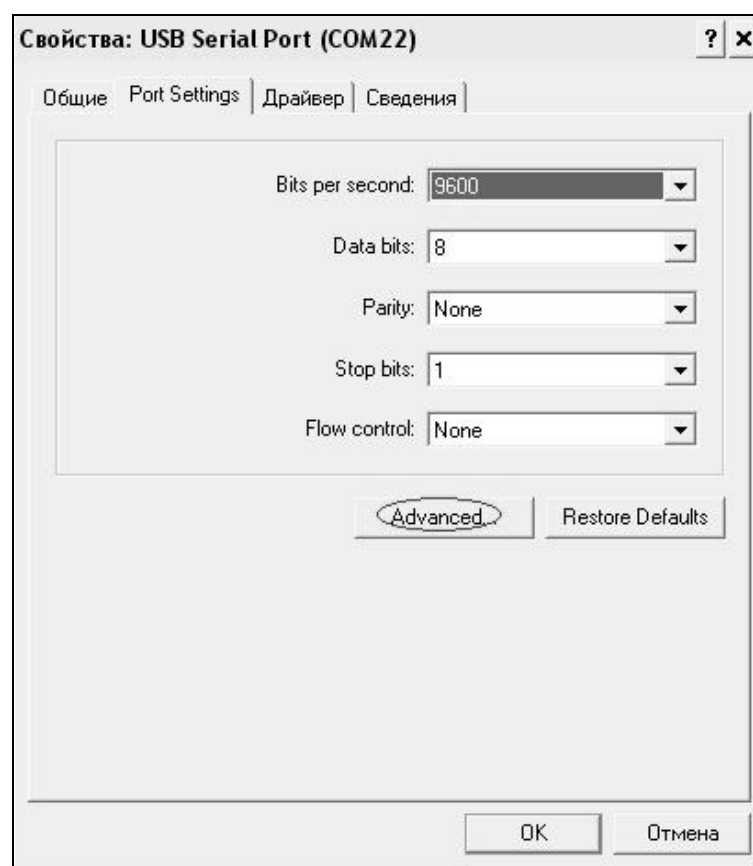 Свойства: USB Serial Port (COM22)
Общие Port Settings Драйвер Сведения
Bits per second: 9600
Data bits: 8
Parity: None
Stop bits: 1
Flow control: None
Advanced... Restore Defaults
OK Отмена